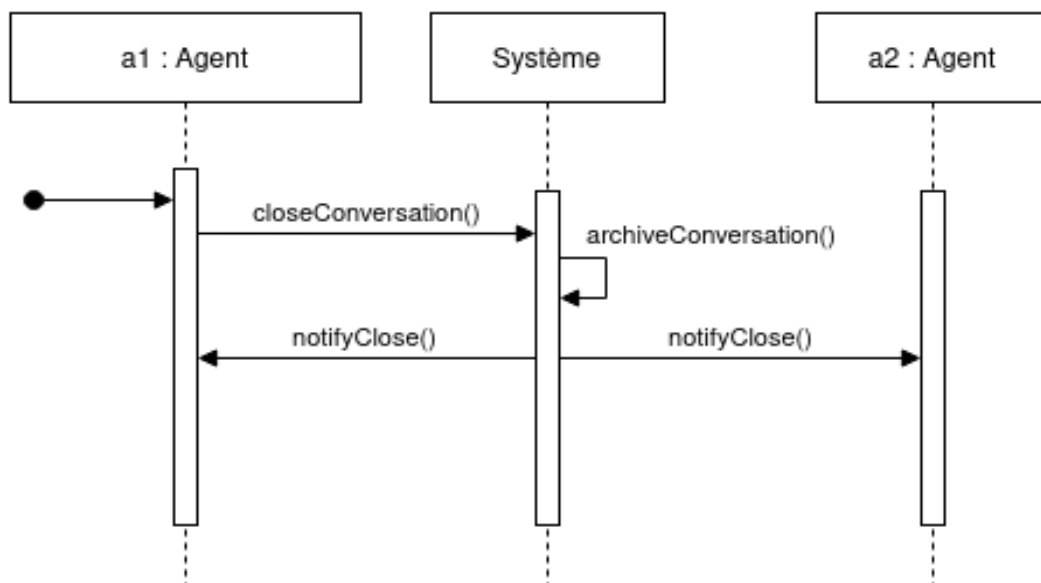 a1 : Agent
Système
a2 : Agent
closeConversation()
archiveConversation()
notifyClose()
notifyClose()